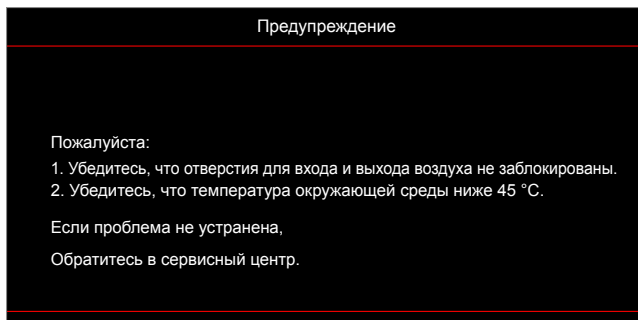 Предупреждение
Пожалуйста:
1. Убедитесь, что отверстия для входа и выхода воздуха не заблокированы.
2. Убедитесь, что температура окружающей среды ниже 45 °C.
Если проблема не устранена,
Обратитесь в сервисный центр.